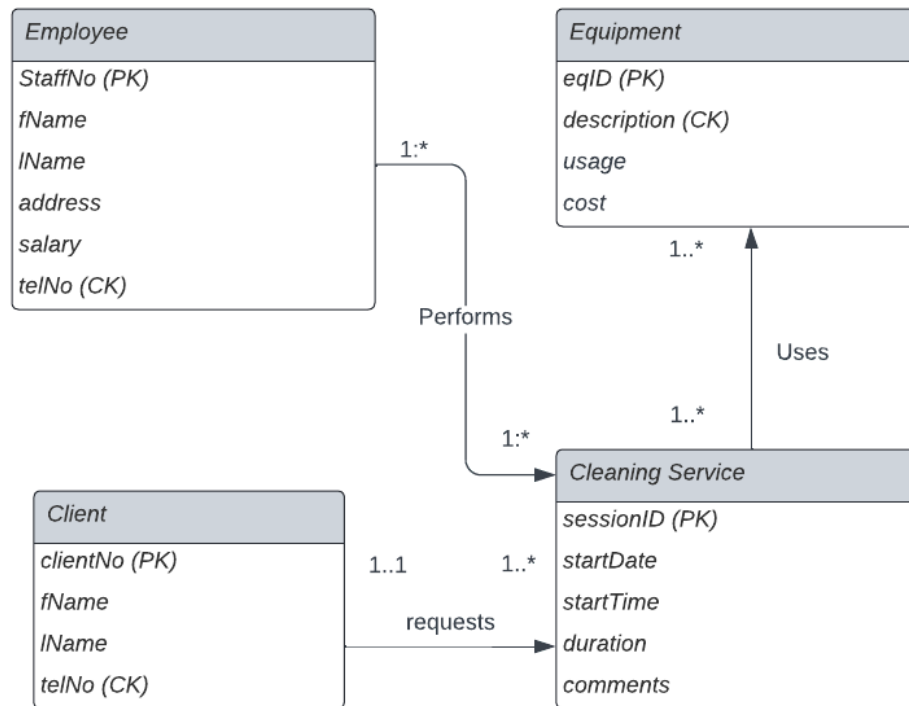 Employee
StaffNo (PK)
fName
lName
address
salary
telNo (CK)
Equipment
eqID (PK)
description (CK)
usage
cost
1:*
Performs
1:*
1..*
Uses
1..*
Client
clientNo (PK)
fName
lName
telNo (CK)
1..1
1..*
requests
Cleaning Service
sessionID (PK)
startDate
startTime
duration
comments